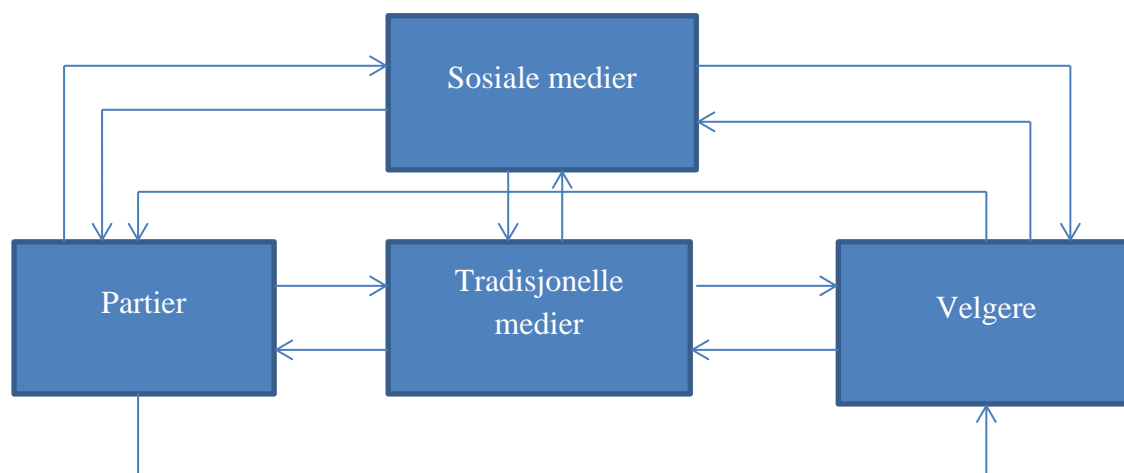 Sosiale medier
Partier
Tradisjonelle
medier
Velgere